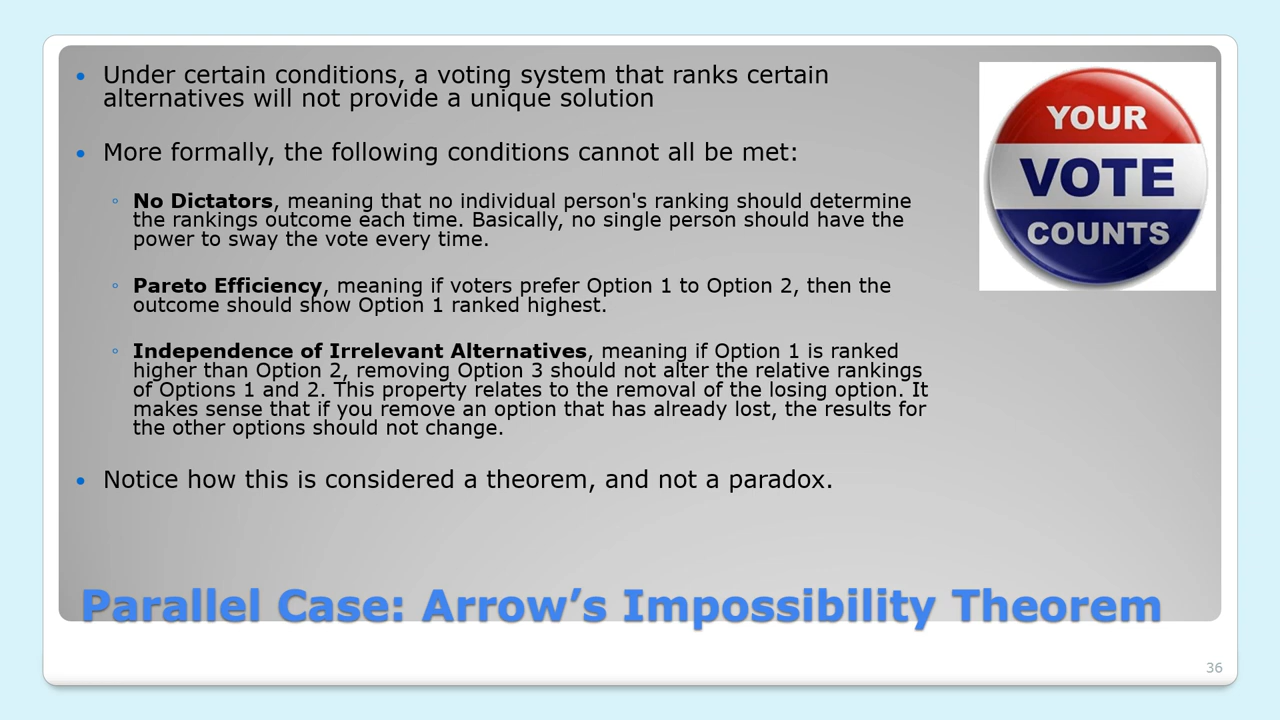 Under certain conditions, a voting system that ranks certain
alternatives will not provide a unique solution
More formally, the following conditions cannot all be met:
No Dictators, meaning that no individual person's ranking should determine
the rankings outcome each time. Basically, no single person should have the
power to sway the vote every time.
Pareto Efficiency, meaning if voters prefer Option 1 to Option 2, then the
outcome should show Option 1 ranked highest.
Independence of Irrelevant Alternatives, meaning if Option 1 is ranked
higher than Option 2, removing Option 3 should not alter the relative rankings
of Options 1 and 2. This property relates to the removal of the losing option. It
makes sense that if you remove an option that has already lost, the results for
the other options should not change.
Notice how this is considered a theorem, and not a paradox.
YOUR
VOTE
COUNTS
Parallel Case: Arrow’s Impossibility Theorem
36